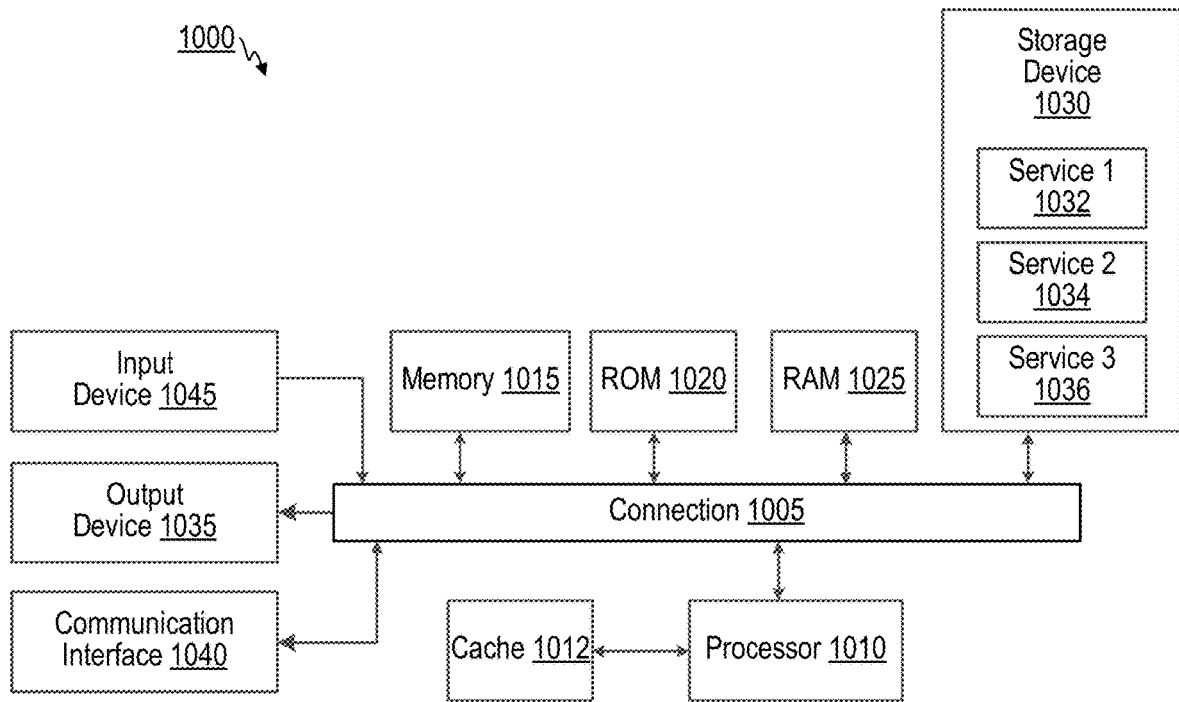 1000
Storage
Device
1030
Service 1
1032
Service 2
1034
Service 3
1036
Input
Device 1045
Memory 1015
ROM 1020
RAM 1025
Output
Device 1035
Connection 1005
Communication
Interface 1040
Cache 1012
Processor 1010